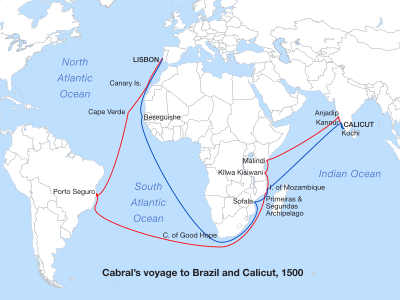 North
Atlantic
Ocean
LISBON
Canary Is.
Cape Verde
Beseguishe
Anjadip
Kannur
CALICUT
Kochi
Malindi
Kilwa Kisiwani
Indian Ocean
I. of Mozambique
Porto Seguro
South
Atlantic
Ocean
Sofala
Primeiras &
Segundas
Archipelago
C. of Good Hope
Cabral's voyage to Brazil and Calicut, 1500